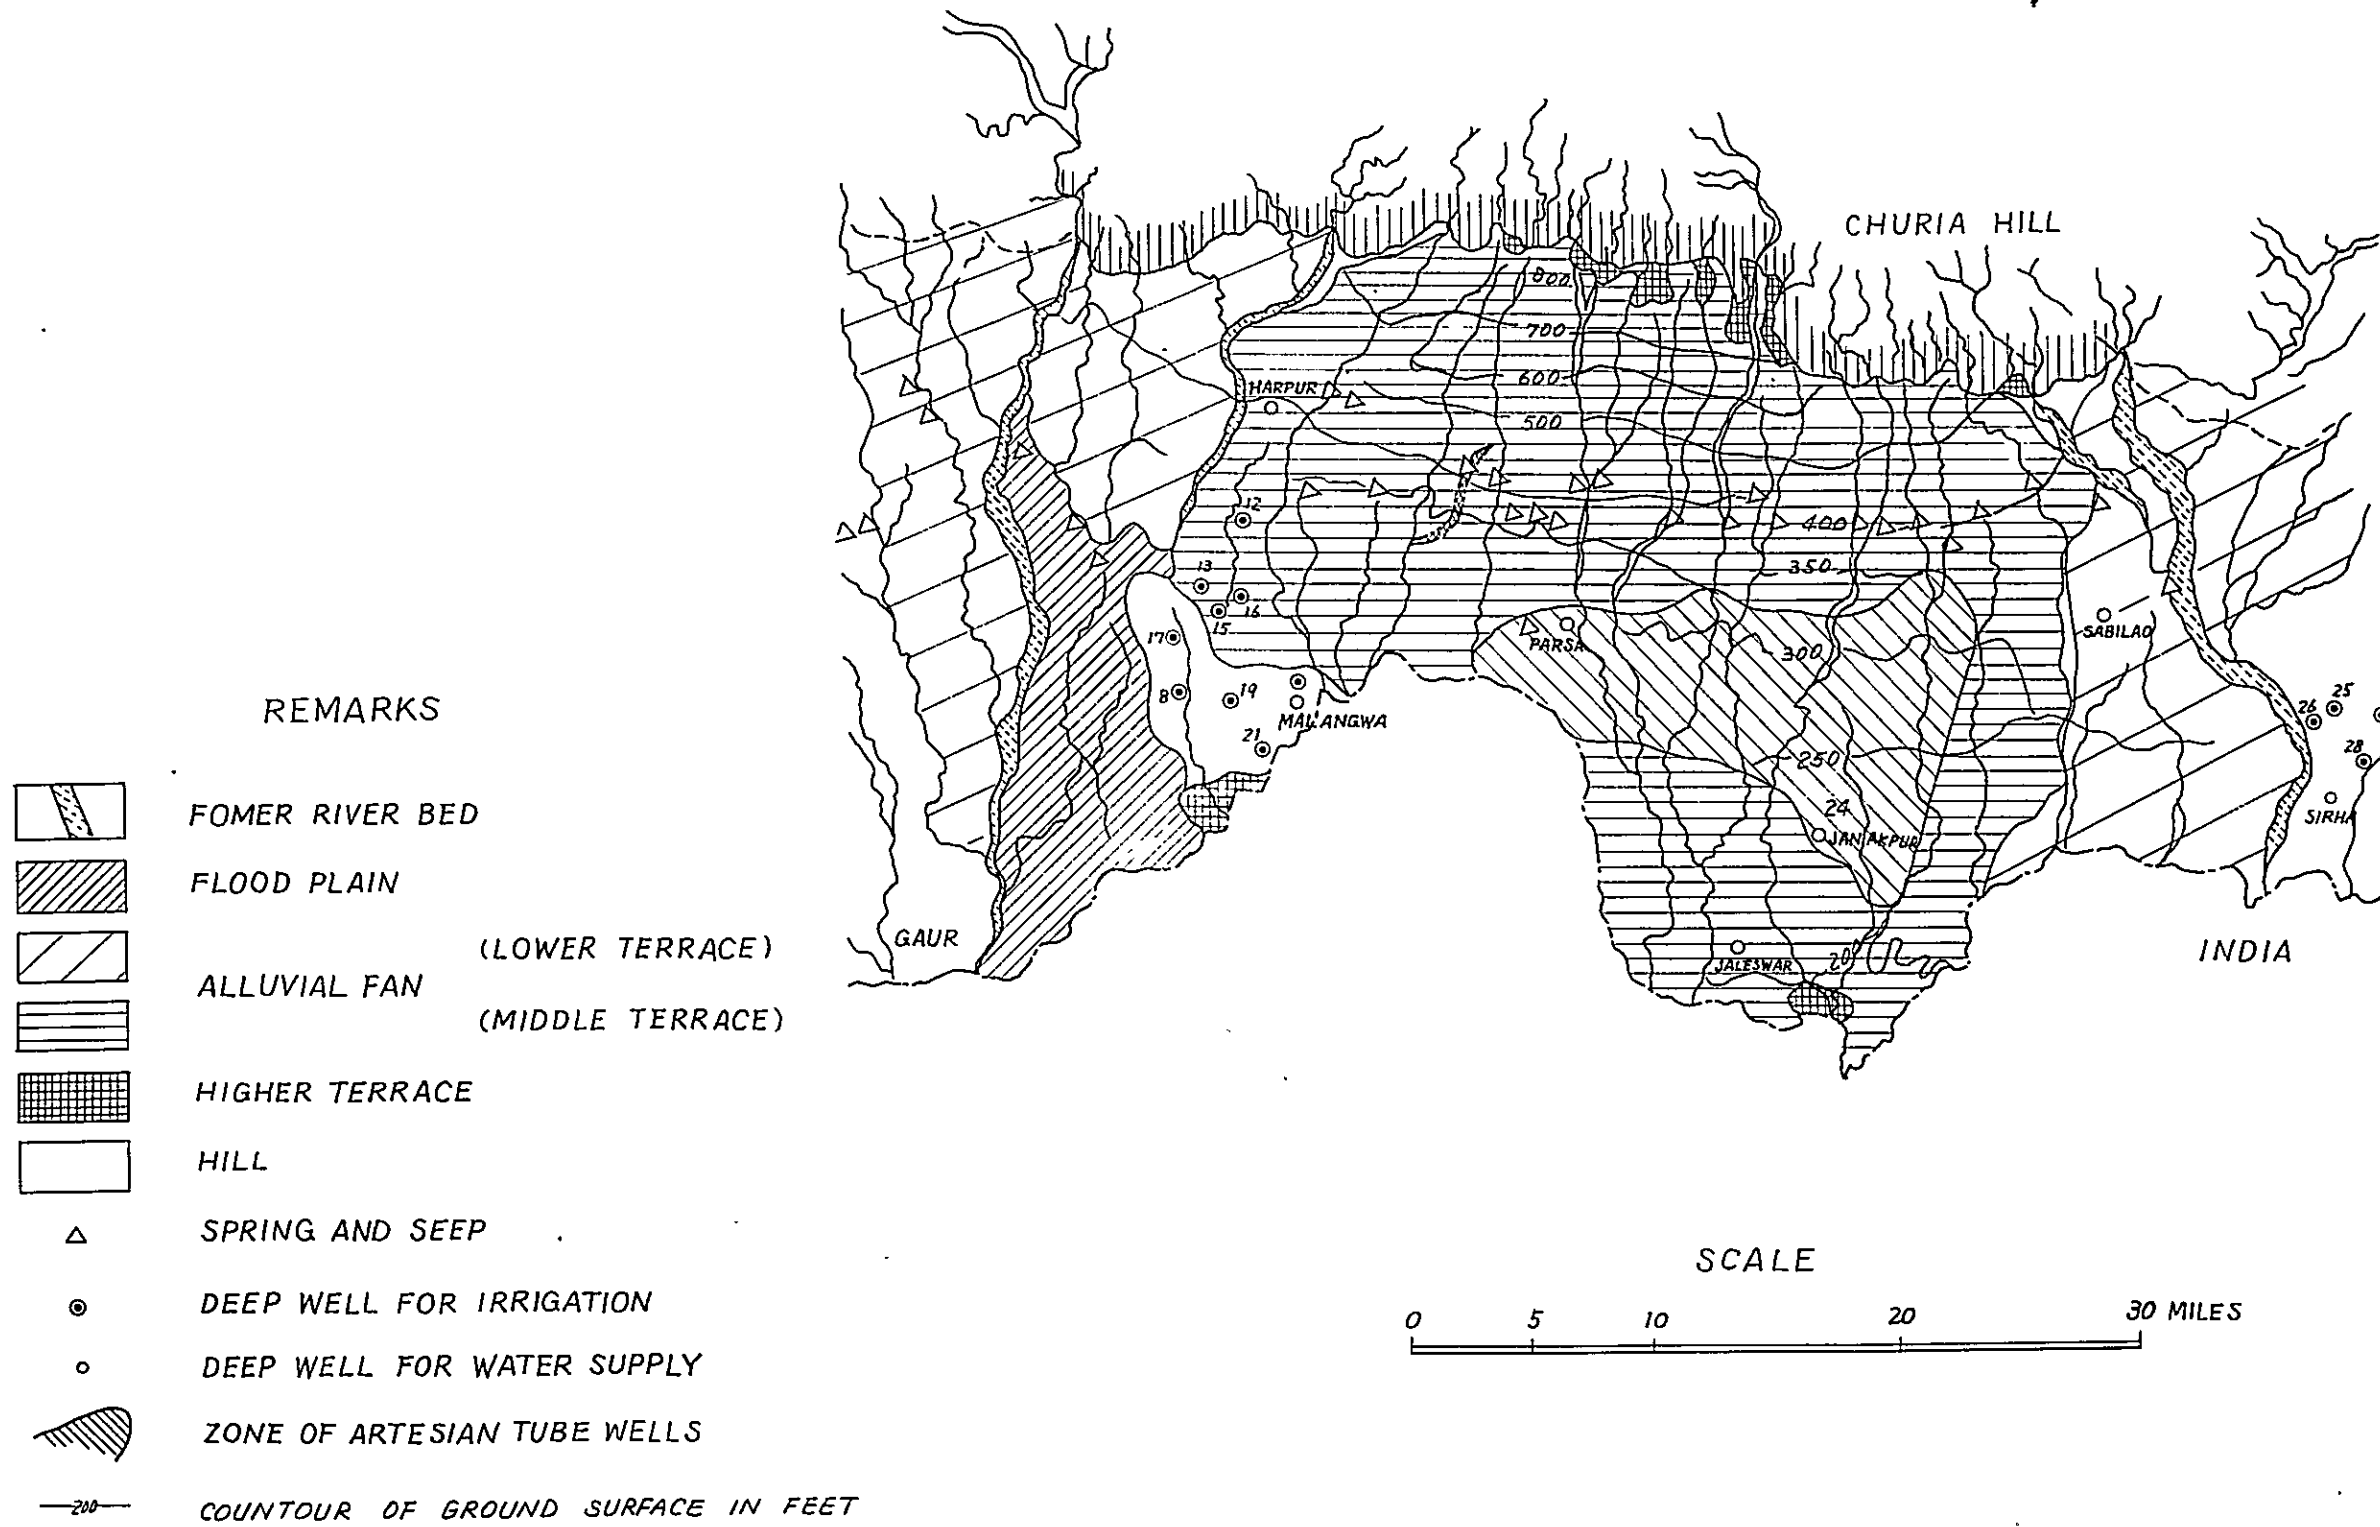 CHURIA HILL
800
700
HARPUR
600
500
12
400
13
350
16
15
17
PARSA
300
SABILAO
8
19
MALANGWA
21
25
26
28
250
24
JANAKPUR
SIRHA
GAUR
JALESWAR
200
INDIA
REMARKS
FOMER RIVER BED
FLOOD PLAIN
(LOWER TERRACE)
ALLUVIAL FAN
(MIDDLE TERRACE)
HIGHER TERRACE
HILL
SPRING AND SEEP
DEEP WELL FOR IRRIGATION
DEEP WELL FOR WATER SUPPLY
ZONE OF ARTESIAN TUBE WELLS
200
COUNTOUR OF GROUND SURFACE IN FEET
SCALE
0 5 10 20 30 MILES